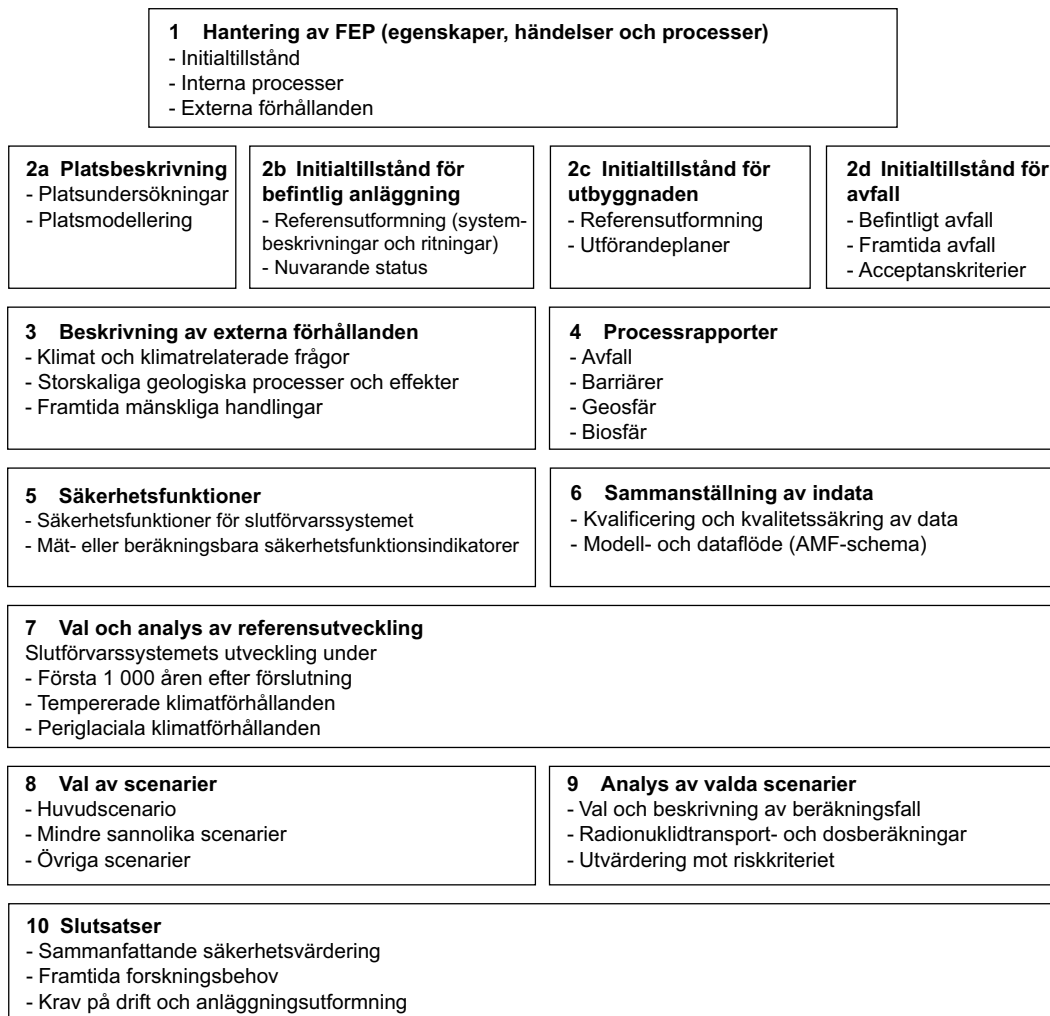 1 Hantering av FEP (egenskaper, händelser och processer)
- Initialtillstånd
- Interna processer
- Externa förhållanden
2a Platsbeskrivning
- Platsundersökningar
- Platsmodellering
2b Initialtillstånd för
befintlig anläggning
- Referensutformning (system-
beskrivningar och ritningar)
- Nuvarande status
2c Initialtillstånd för
utbyggnaden
- Referensutformning
- Utförandeplaner
2d Initialtillstånd för
avfall
- Befintligt avfall
- Framtida avfall
- Acceptanskriterier
3 Beskrivning av externa förhållanden
- Klimat och klimatrelaterade frågor
- Storskaliga geologiska processer och effekter
- Framtida mänskliga handlingar
4 Processrapporter
- Avfall
- Barriärer
- Geosfär
- Biosfär
5 Säkerhetsfunktioner
- Säkerhetsfunktioner för slutförvarssystemet
- Mät- eller beräkningsbara säkerhetsfunktionsindikatorer
6 Sammanställning av indata
- Kvalificering och kvalitetssäkring av data
- Modell- och dataflöde (AMF-schema)
7 Val och analys av referensutveckling
Slutförvarssystemets utveckling under
- Första 1 000 åren efter förslutning
- Tempererade klimatförhållanden
- Periglaciala klimatförhållanden
8 Val av scenarier
- Huvudscenario
- Mindre sannolika scenarier
- Övriga scenarier
9 Analys av valda scenarier
- Val och beskrivning av beräkningsfall
- Radionuklidtransport- och dosberäkningar
- Utvärdering mot riskkriteriet
10 Slutsatser
- Sammanfattande säkerhetsvärdering
- Framtida forskningsbehov
- Krav på drift och anläggningsutformning